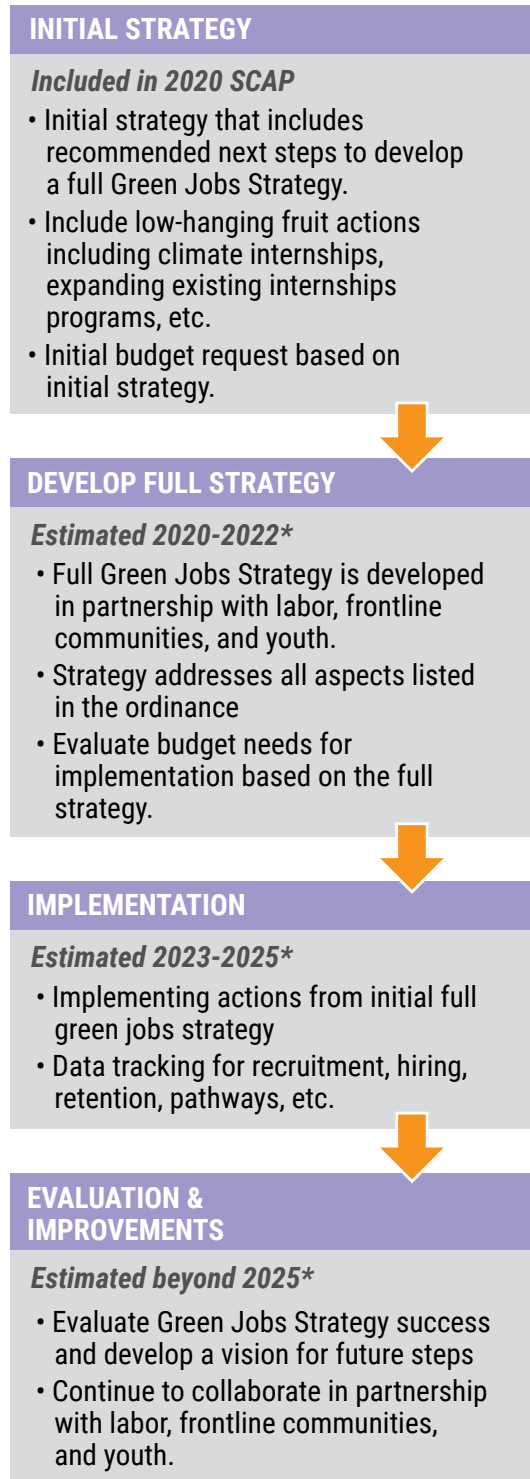 INITIAL STRATEGY
Included in 2020 SCAP
• Initial strategy that includes
recommended next steps to develop
a full Green Jobs Strategy.
• Include low-hanging fruit actions
including climate internships,
expanding existing internships
programs, etc.
• Initial budget request based on
initial strategy.
DEVELOP FULL STRATEGY
Estimated 2020-2022*
• Full Green Jobs Strategy is developed
in partnership with labor, frontline
communities, and youth.
• Strategy addresses all aspects listed
in the ordinance
• Evaluate budget needs for
implementation based on the full
strategy.
IMPLEMENTATION
Estimated 2023-2025*
• Implementing actions from initial full
green jobs strategy
• Data tracking for recruitment, hiring,
retention, pathways, etc.
EVALUATION &
IMPROVEMENTS
Estimated beyond 2025*
• Evaluate Green Jobs Strategy success
and develop a vision for future steps
• Continue to collaborate in partnership
with labor, frontline communities,
and youth.